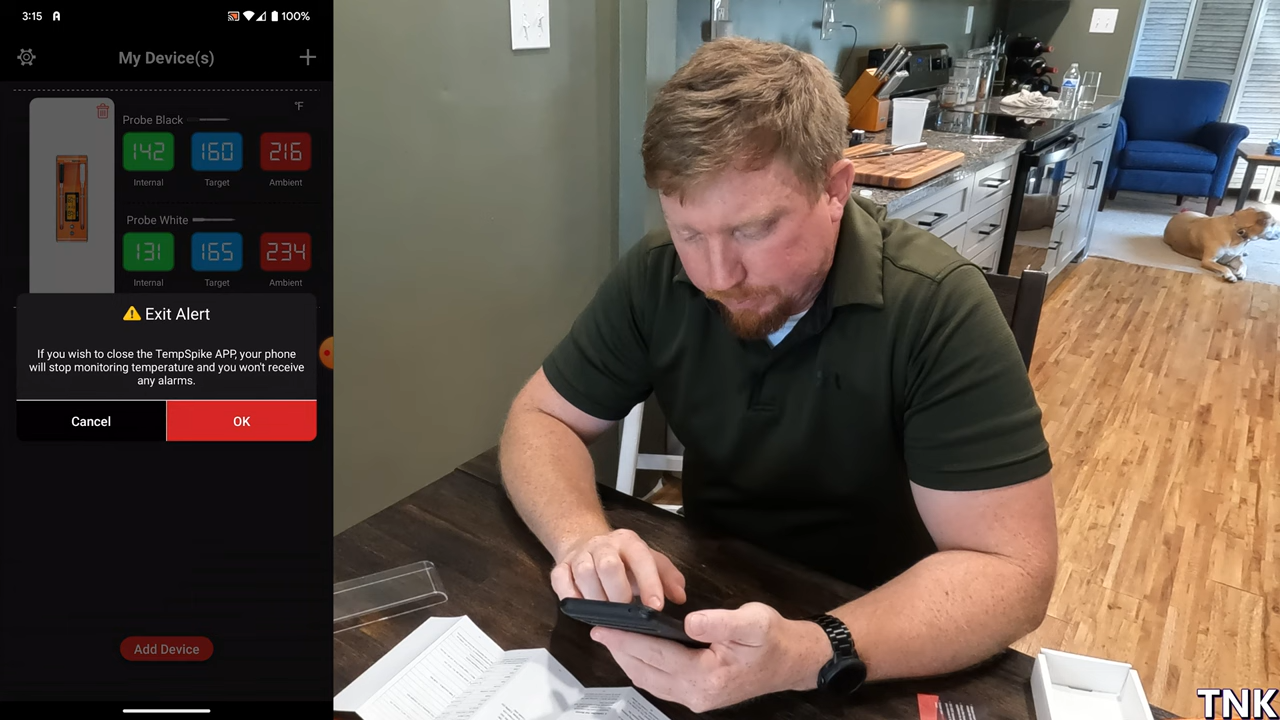 3:15
100%
My Device(s)
°F
Probe Black
142 160 216
Internal Target Ambient
Probe White
131 165 234
Internal Target Ambient
Exit Alert
If you wish to close the TempSpike APP, your phone
will stop monitoring temperature and you won't receive
any alarms.
Cancel OK
Add Device
TNK